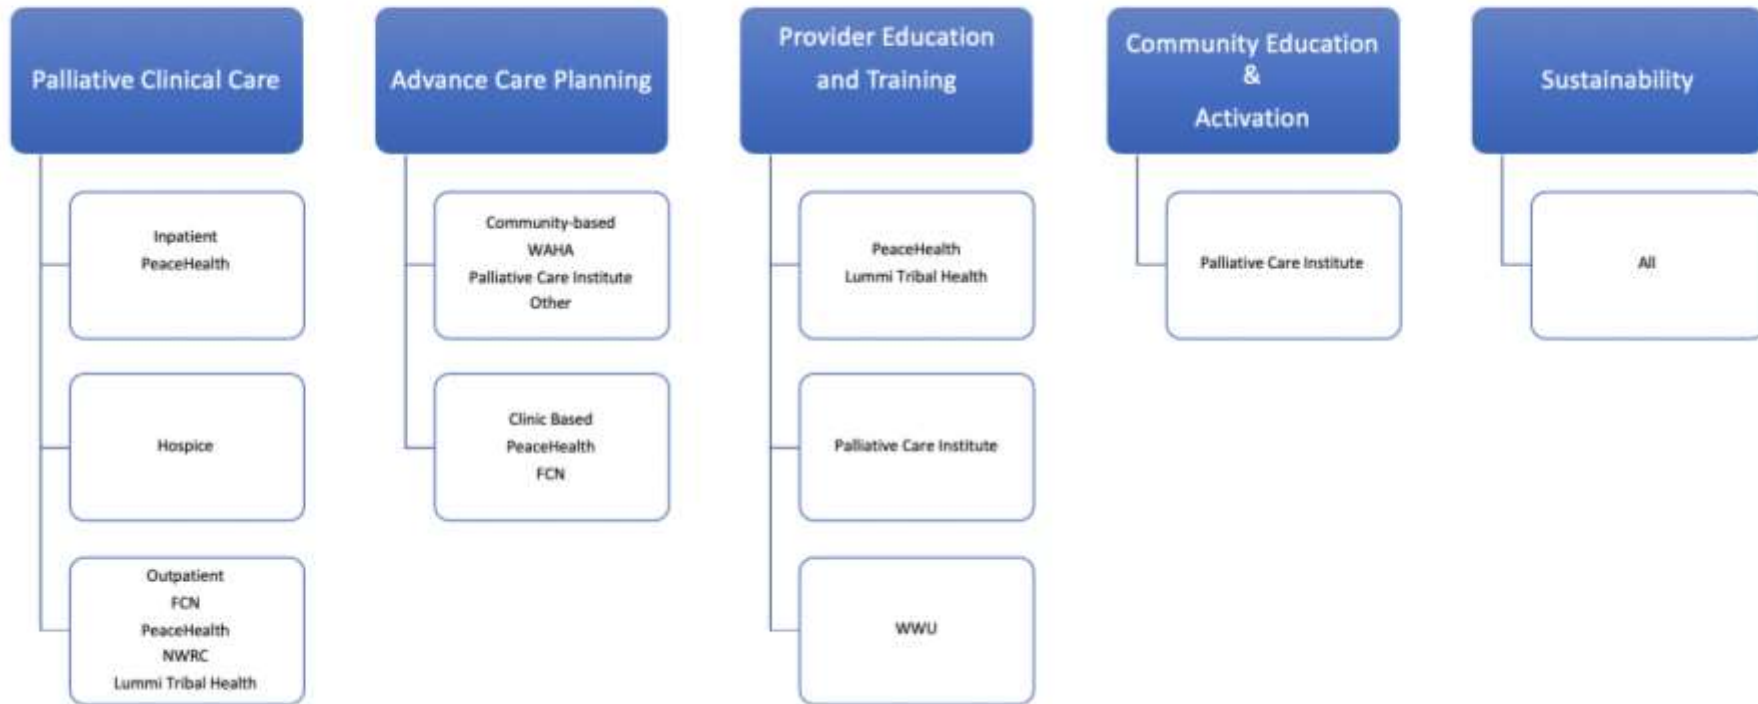 Palliative Clinical Care
Inpatient
PeaceHealth
Hospice
Outpatient
FCN
PeaceHealth
NWRC
Lummi Tribal Health
Advance Care Planning
Community-based
WAHA
Palliative Care Institute
Other
Clinic Based
PeaceHealth
FCN
Provider Education
and Training
PeaceHealth
Lummi Tribal Health
Palliative Care Institute
WWU
Community Education
&
Activation
Palliative Care Institute
Sustainability
All